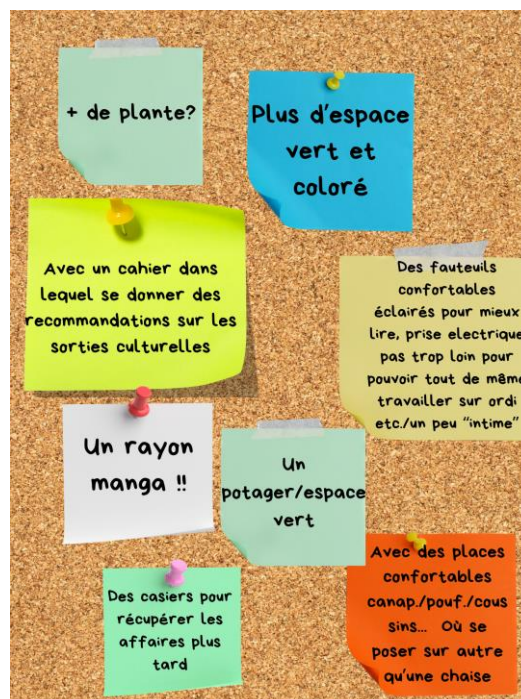 + de plante?
Plus d'espace
vert et
coloré
Avec un cahier dans
lequel se donner des
recommandations sur les
sorties culturelles
Des fauteuils
confortables
éclairés pour mieux
lire, prise electrique
pas trop loin pour
pouvoir tout de même
travailler sur ordi
etc./un peu "intime"
Un rayon
manga !!
Un
potager/espace
vert
Avec des places
confortables
canap./pouf./cous
sins... Où se
poser sur autre
qu'une chaise
Des casiers pour
récupérer les
affaires plus
tard